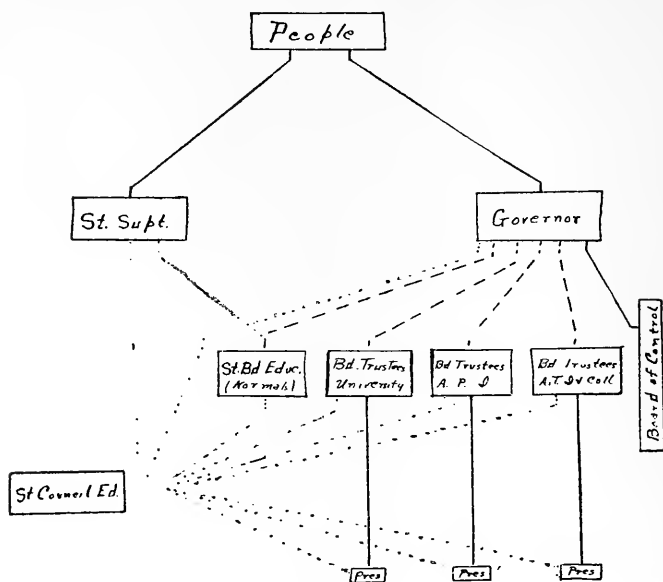 People
St. Supt.
Governor
Board of Control
St. Bd Educ.
(Normals)
Bd. Trustees
University
Bd Trustees
A. P. I
Bd Trustees
A. T. I & Coll
St Council Ed.
Pres
Pres
Pres